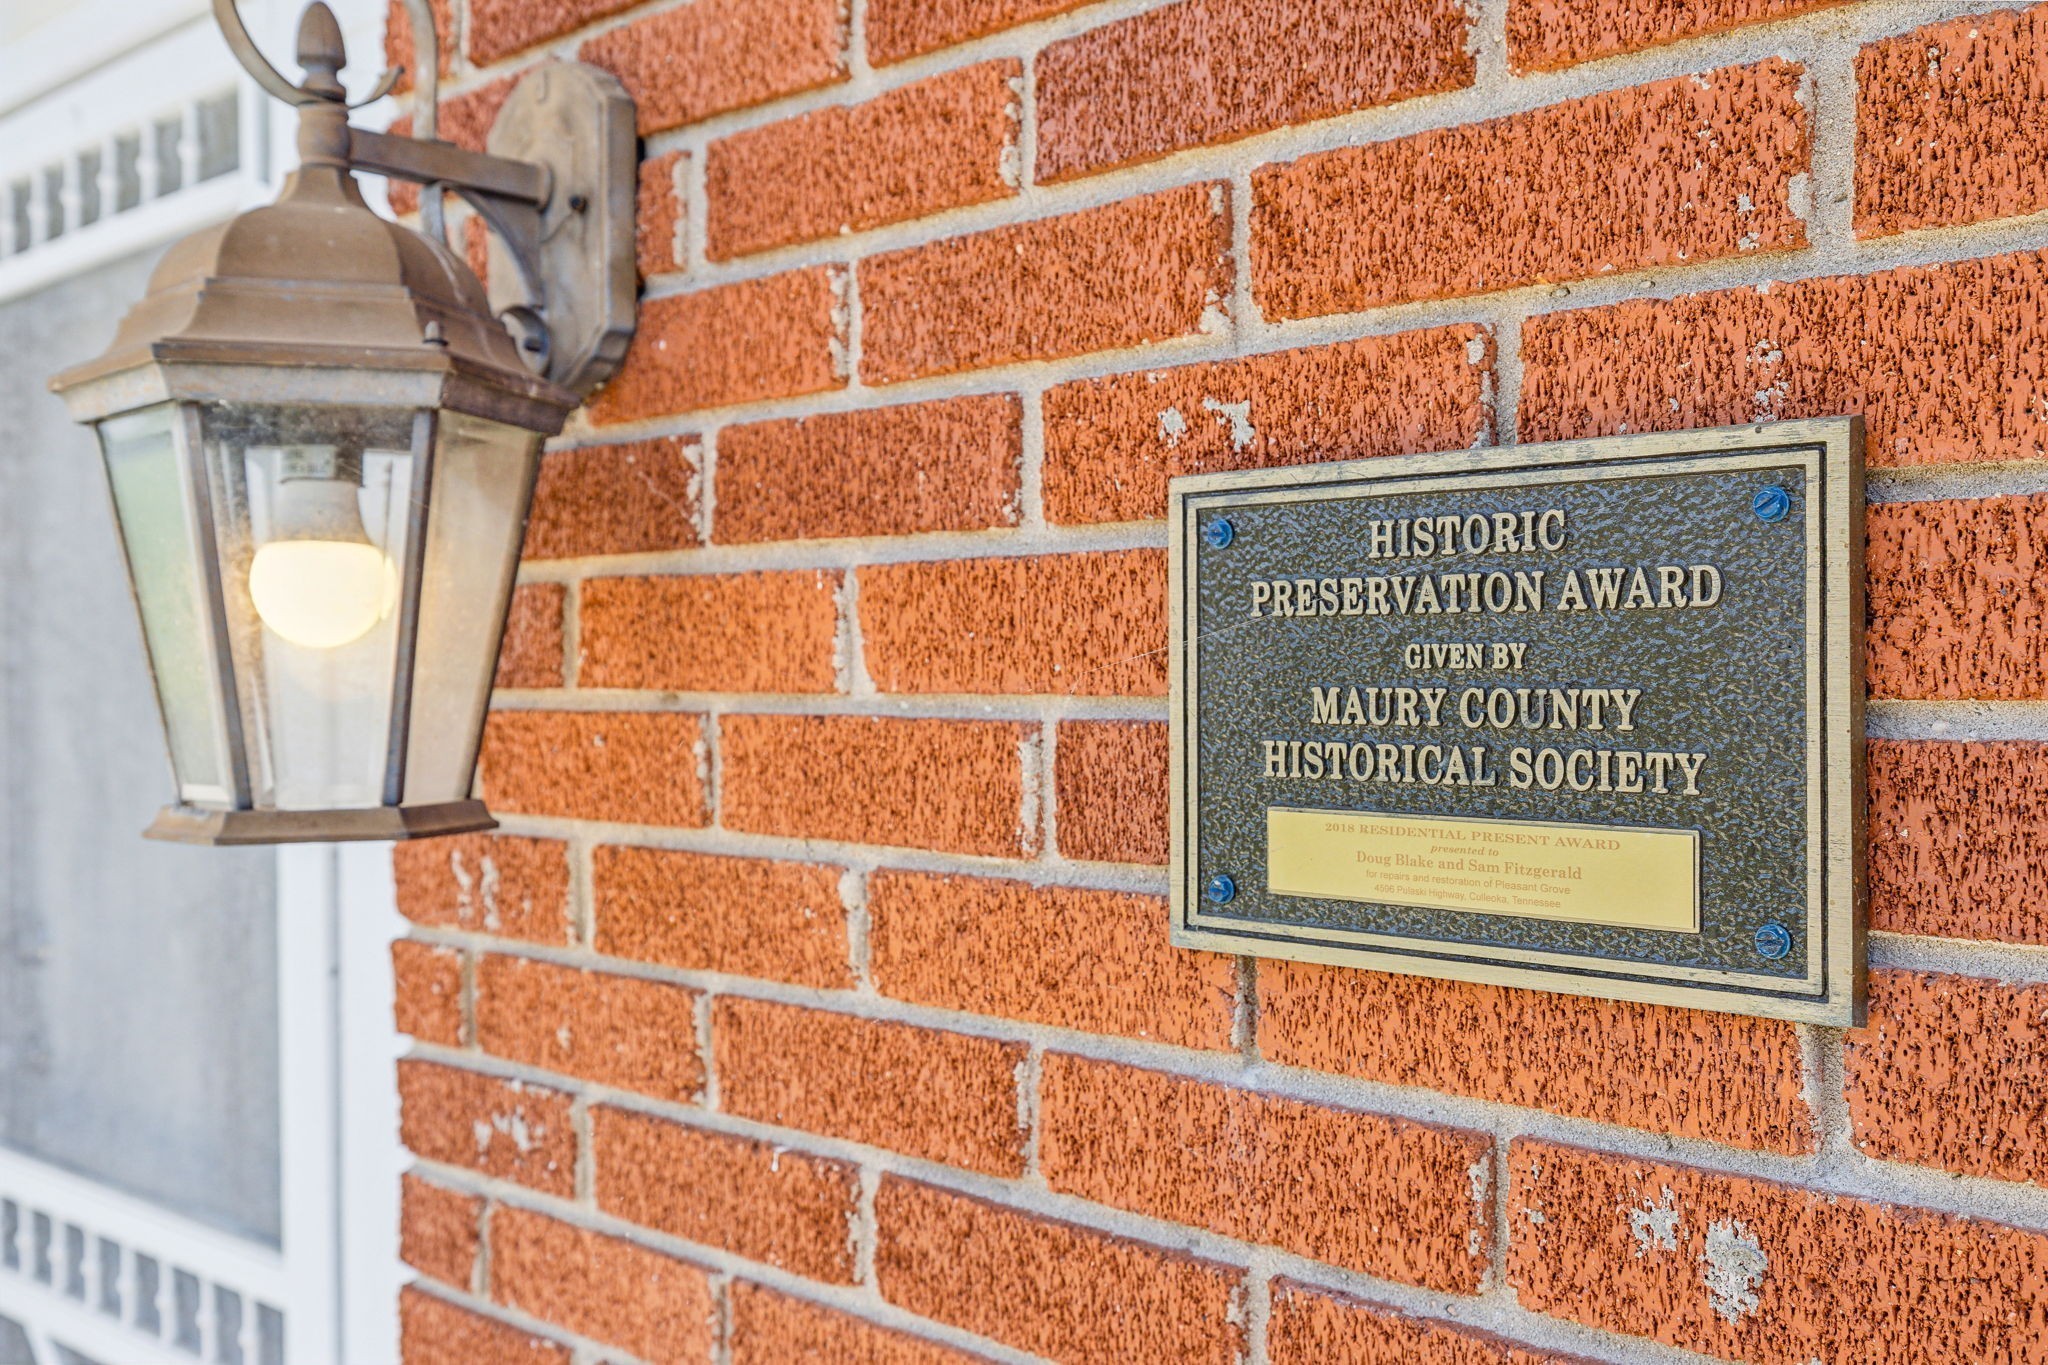 HISTORIC
PRESERVATION AWARD
GIVEN BY
MAURY COUNTY
HISTORICAL SOCIETY
2018 RESIDENTIAL PRESENT AWARD
presented to
Doug Blake and Sam Fitzgerald
for repairs and restoration of Pleasant Grove
4596 Pulaski Highway, Culleoka, Tennessee